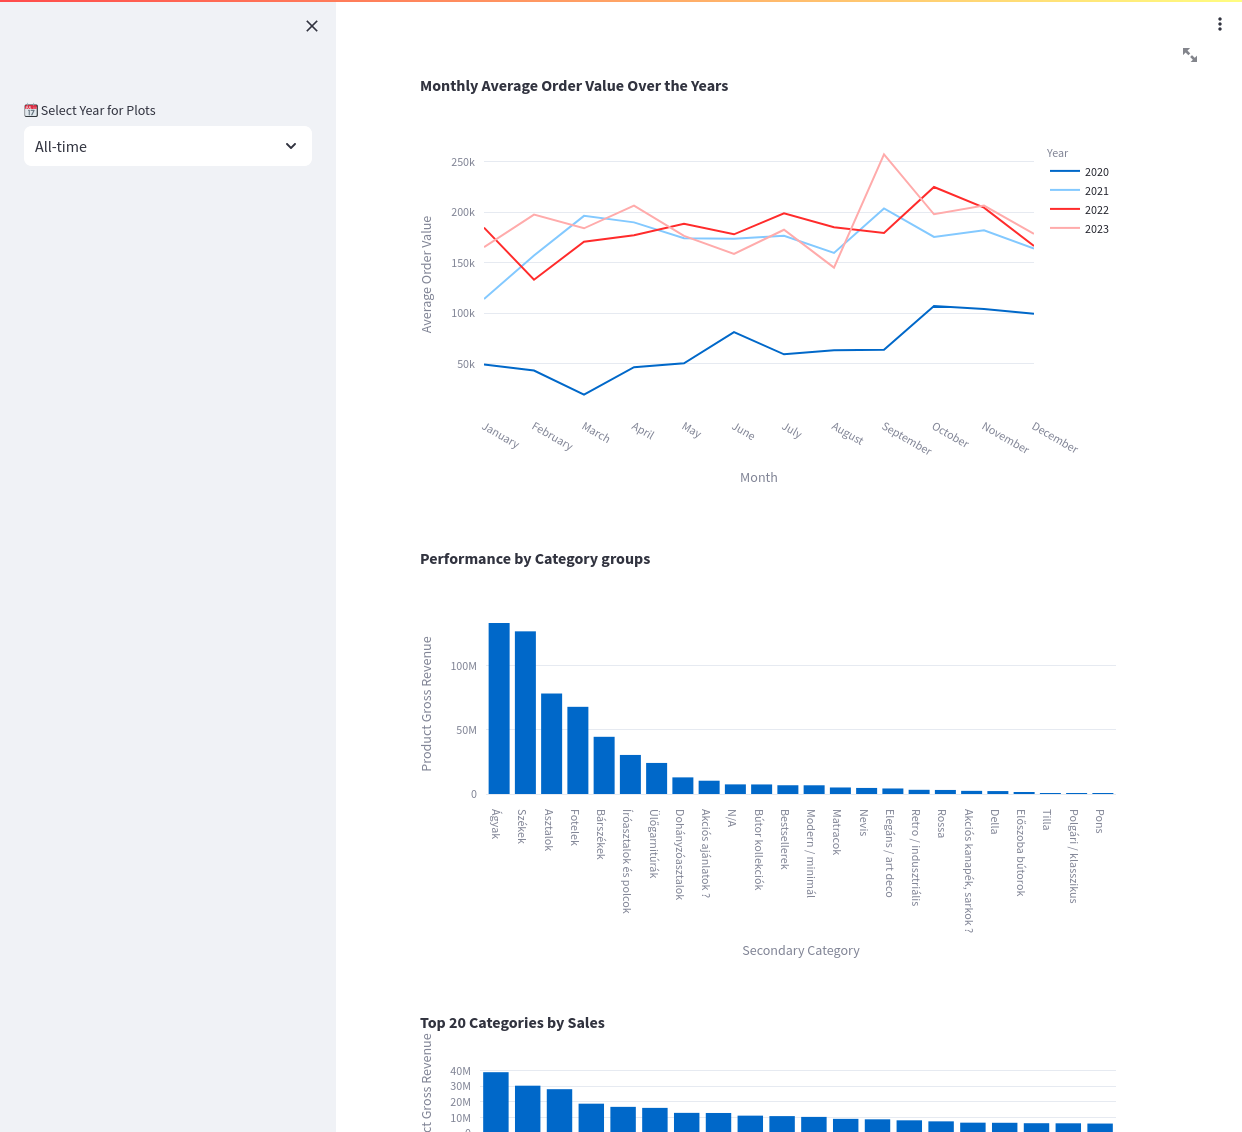 📅 Select Year for Plots
All-time
Monthly Average Order Value Over the Years
Average Order Value
250k
200k
150k
100k
50k
January
February
March
April
May
June
July
August
September
October
November
December
Month
Year
2020
2021
2022
2023
Performance by Category groups
Product Gross Revenue
100M
50M
0
Ágyak
Székek
Asztalok
Fotelek
Bárszékek
Íróasztalok és polcok
Ülőgarnitúrák
Dohányzóasztalok
Akciós ajánlatok ?
N/A
Bútor kollekciók
Bestsellerek
Modern / minimál
Matracok
Nevis
Elegáns / art deco
Retro / indusztriális
Rossa
Akciós kanapék, sarkok ?
Della
Előszoba bútorok
Tilla
Polgári / klasszikus
Pons
Secondary Category
Top 20 Categories by Sales
ct Gross Revenue
40M
30M
20M
10M